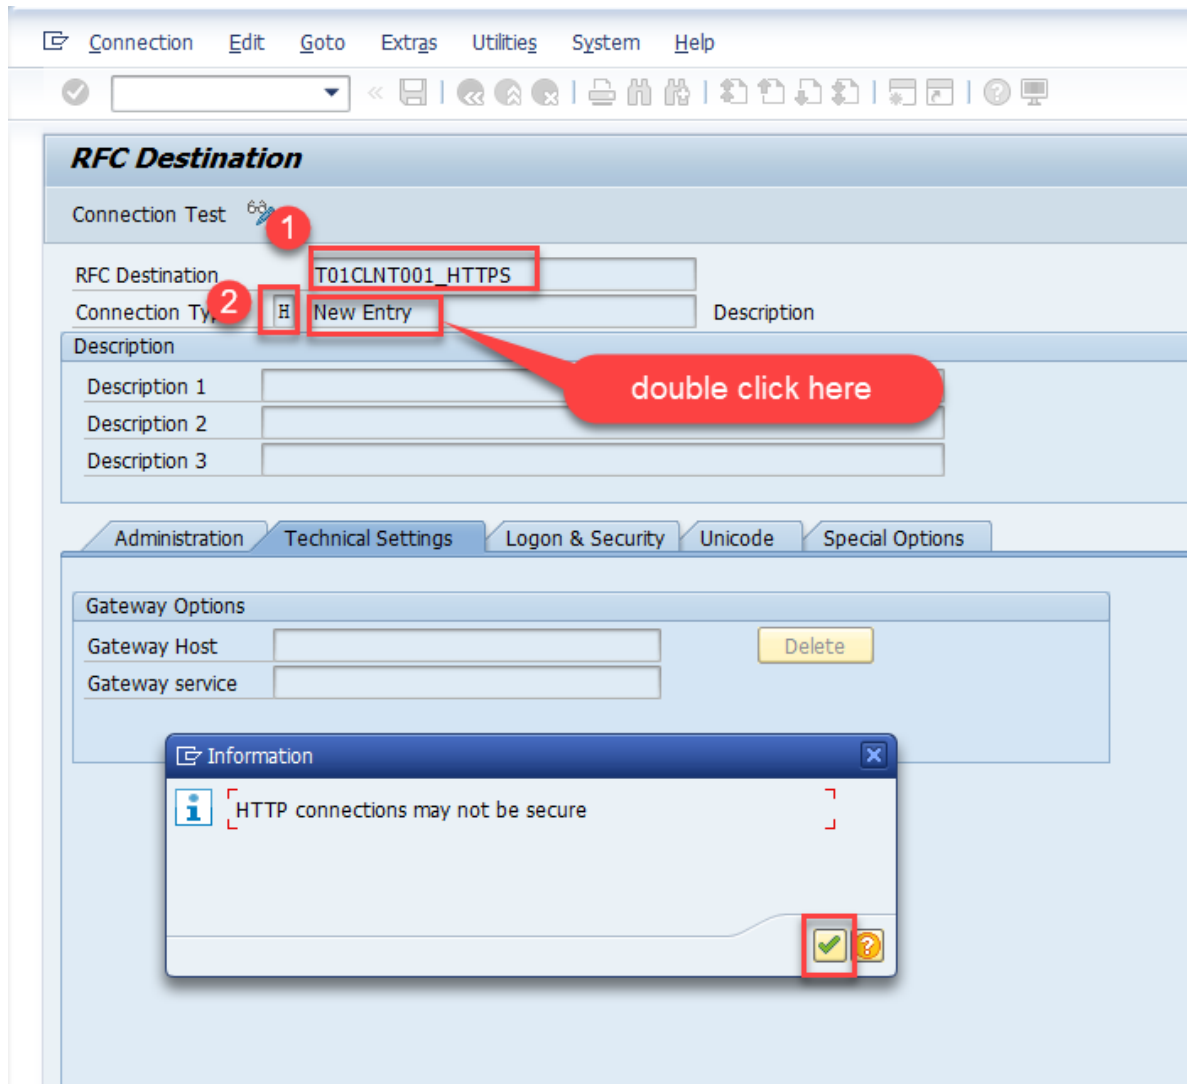 Connection Edit Goto Extras Utilities System Help
RFC Destination
Connection Test
1
RFC Destination T01CLNT001_HTTPS
2
Connection Ty H New Entry Description
Description
double click here
Description 1
Description 2
Description 3
Administration Technical Settings Logon & Security Unicode Special Options
Gateway Options
Gateway Host Delete
Gateway service
Information
HTTP connections may not be secure